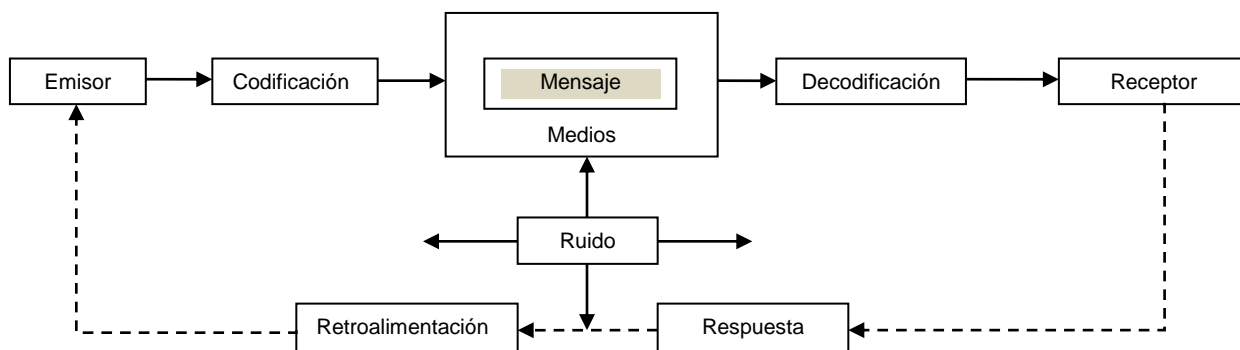 Emisor
Codificación
Mensaje
Medios
Decodificación
Receptor
Ruido
Retroalimentación
Respuesta